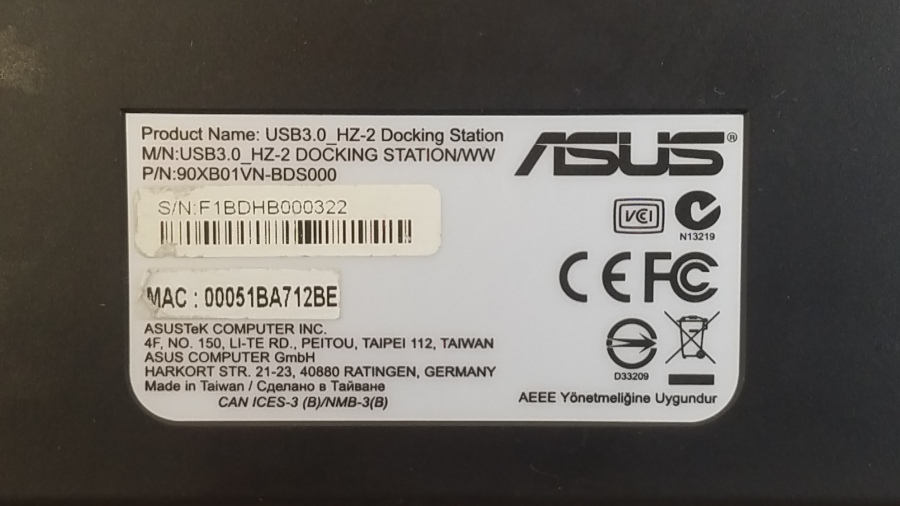 Product Name: USB3.0_HZ-2 Docking Station
M/N:USB3.0_HZ-2 DOCKING STATION/WW
P/N:90XB01VN-BDS000
ASUS®
S/N:F1BDHB000322
VCI
N13219
CE FC
MAC : 00051BA712BE
ASUSTeK COMPUTER INC.
4F, NO. 150, LI-TE RD., PEITOU, TAIPEI 112, TAIWAN
ASUS COMPUTER GmbH
HARKORT STR. 21-23, 40880 RATINGEN, GERMANY
Made in Taiwan / Сделано в Тайване
CAN ICES-3 (B)/NMB-3(B)
D33209
AEEE Yönetmeliğine Uygundur